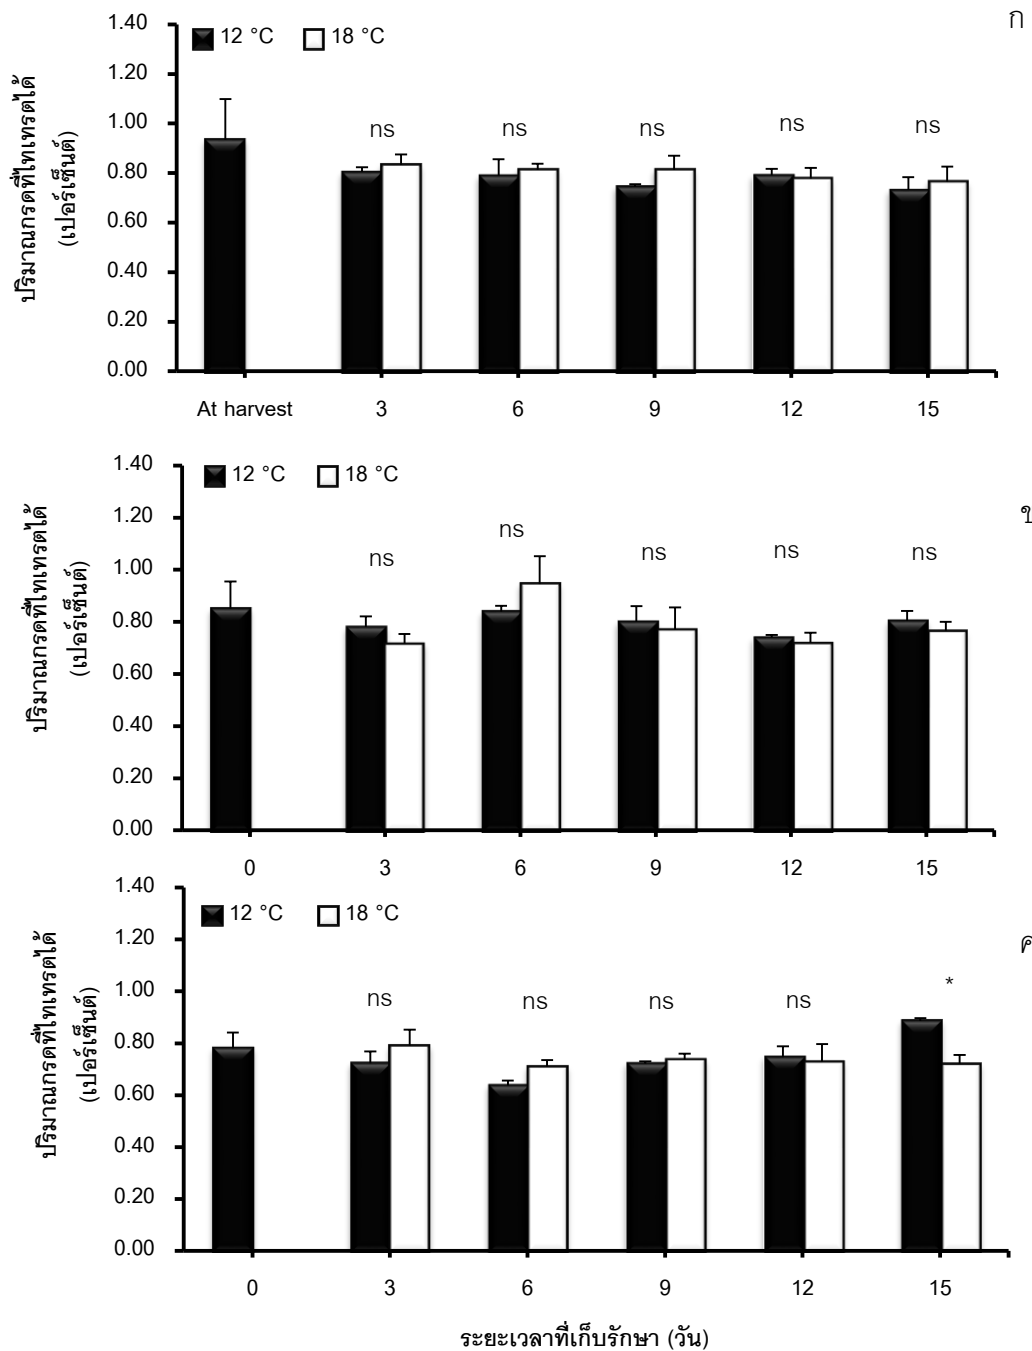 ก
1.40
12 °C 18 °C
1.20
1.00
0.80
0.60
0.40
0.20
0.00
ปริมาณกรดที่ไทเทรตได้
(เปอร์เซ็นต์)
ns ns ns ns ns
At harvest 3 6 9 12 15
ข
1.40
12 °C 18 °C
1.20
1.00
0.80
0.60
0.40
0.20
0.00
ปริมาณกรดที่ไทเทรตได้
(เปอร์เซ็นต์)
ns ns ns ns ns
0 3 6 9 12 15
ค
1.40
12 °C 18 °C
1.20
1.00
0.80
0.60
0.40
0.20
0.00
ปริมาณกรดที่ไทเทรตได้
(เปอร์เซ็นต์)
ns ns ns ns *
0 3 6 9 12 15
ระยะเวลาที่เก็บรักษา (วัน)